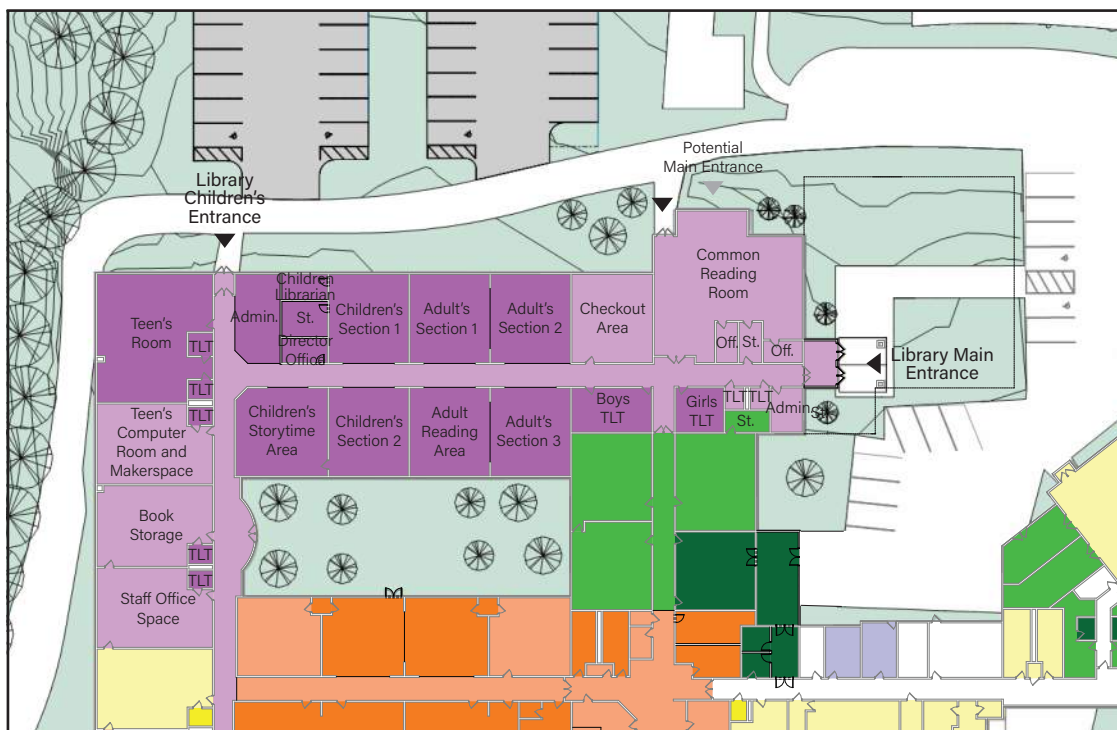 Potential
Main Entrance
Library
Children's
Entrance
Common
Reading
Room
Children
Librarian
Admin.
St.
Director
Office
Children's
Section 1
Adult's
Section 1
Adult's
Section 2
Checkout
Area
Teen's
Room
TLT
TLT
TLT
Off.
St.
Off.
Library Main
Entrance
Children's
Storytime
Area
Children's
Section 2
Adult
Reading
Area
Adult's
Section 3
Boys
TLT
Girls
TLT
TLT
TLT
St.
Admin.
St.
Teen's
Computer
Room and
Makerspace
Book
Storage
TLT
TLT
Staff Office
Space